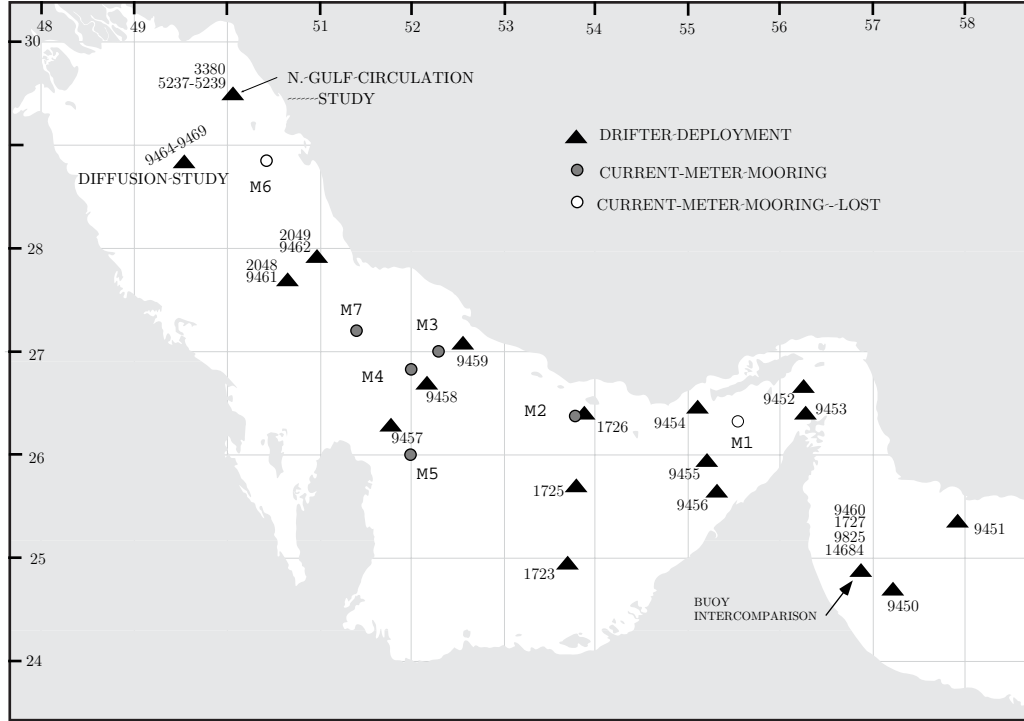 48 49 51 52 53 54 55 56 57 58
30
3380
5237-5239
N.-GULF-CIRCULATION
------STUDY
9464-9469
DIFFUSION-STUDY
M6
DRIFTER-DEPLOYMENT
CURRENT-METER-MOORING
CURRENT-METER-MOORING--LOST
28
2049
9462
2048
9461
M7
M3
27
9459
M4
9458
M2
1726
9457
9454
9452
9453
M1
26
M5
9455
1725
9456
9460
1727
9825
14684
9451
25
1723
BUOY
INTERCOMPARISON
9450
24